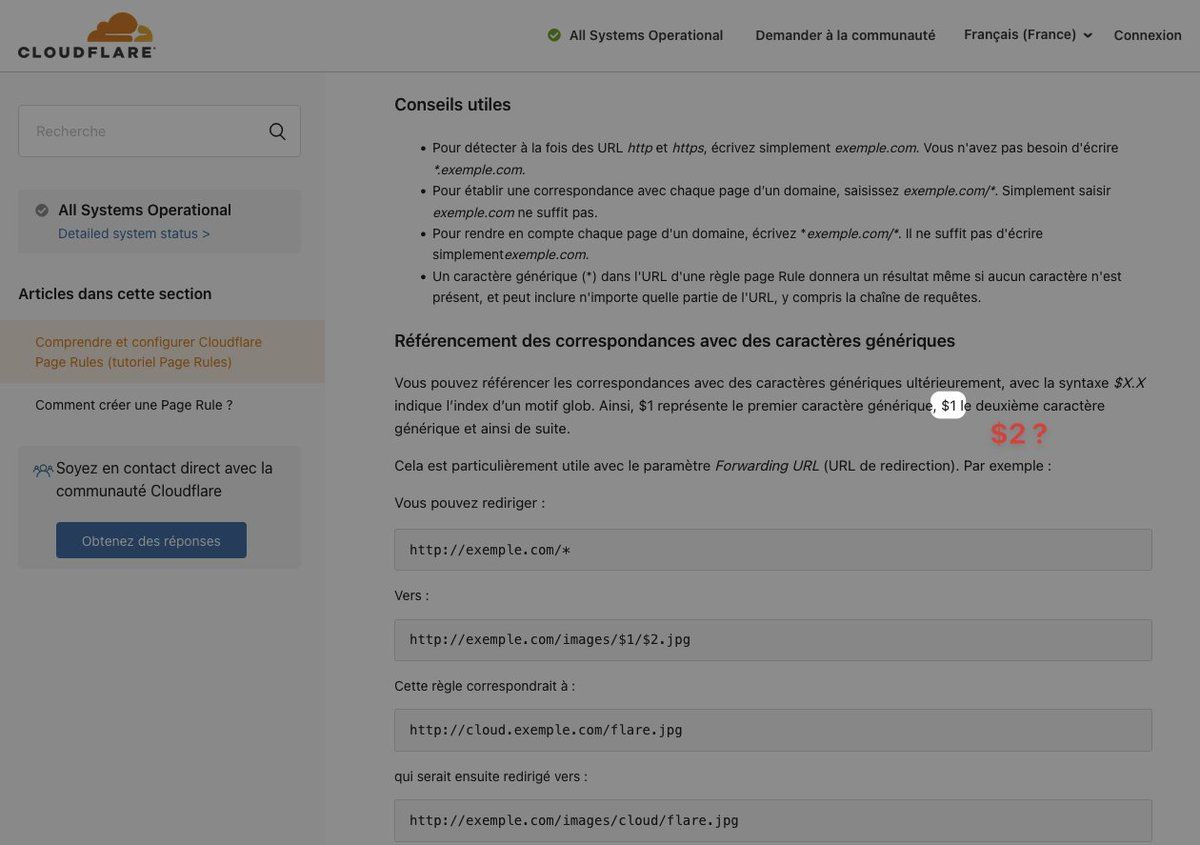 CLOUDFLARE
All Systems Operational
Demander à la communauté
Français (France)
Connexion
Recherche
All Systems Operational
Detailed system status >
Articles dans cette section
Comprendre et configurer Cloudflare
Page Rules (tutoriel Page Rules)
Comment créer une Page Rule ?
Soyez en contact direct avec la
communauté Cloudflare
Obtenez des réponses
Conseils utiles
• Pour détecter à la fois des URL http et https, écrivez simplement exemple.com. Vous n'avez pas besoin d'écrire
*.exemple.com.
• Pour établir une correspondance avec chaque page d'un domaine, saisissez exemple.com/*. Simplement saisir
exemple.com ne suffit pas.
• Pour rendre en compte chaque page d'un domaine, écrivez *exemple.com/*. Il ne suffit pas d'écrire
simplementexemple.com.
• Un caractère générique (*) dans l'URL d'une règle page Rule donnera un résultat même si aucun caractère n'est
présent, et peut inclure n'importe quelle partie de l'URL, y compris la chaîne de requêtes.
Référencement des correspondances avec des caractères génériques
Vous pouvez référencer les correspondances avec des caractères génériques ultérieurement, avec la syntaxe $X.X
indique l’index d’un motif glob. Ainsi, $1 représente le premier caractère générique, $1 le deuxième caractère
générique et ainsi de suite.
$2 ?
Cela est particulièrement utile avec le paramètre Forwarding URL (URL de redirection). Par exemple :
Vous pouvez rediriger :
http://exemple.com/*
Vers :
http://exemple.com/images/$1/$2.jpg
Cette règle correspondrait à :
http://cloud.exemple.com/flare.jpg
qui serait ensuite redirigé vers :
http://exemple.com/images/cloud/flare.jpg